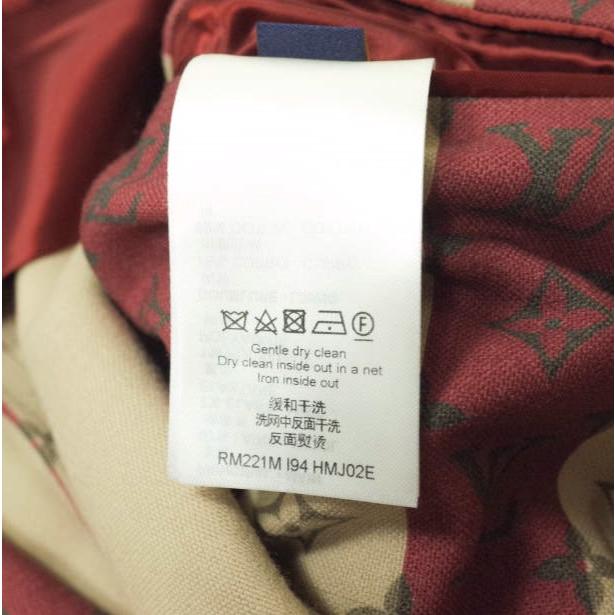 Gentle dry clean
Dry clean inside out in a net
Iron inside out
缓和干洗
洗网中反面干洗
反面熨烫
RM221M I94 HMJ02E